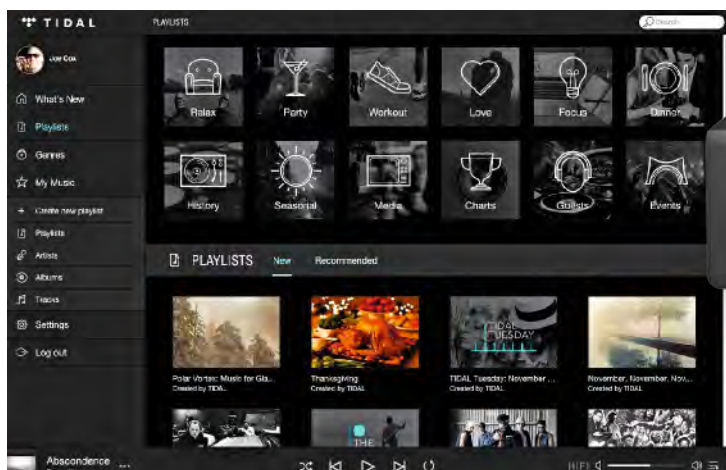 TIDAL
PLAYLISTS
Search
Joe Cox
What's New
Playlists
Genres
My Music
+ Create new playlist
Playlists
Artists
Albums
Tracks
Settings
Log out
Relax
Party
Workout
Love
Focus
Dinner
History
Seasonal
Media
Charts
Guests
Events
PLAYLISTS
New
Recommended
TIDAL
TUESDAY
Polar Vortex: Music for Gla...
Created by TIDAL
Thanksgiving
Created by TIDAL
TIDAL Tuesday: November ...
Created by TIDAL
November, November, Nov...
Created by TIDAL
THE
Abscondence ...
HIFI